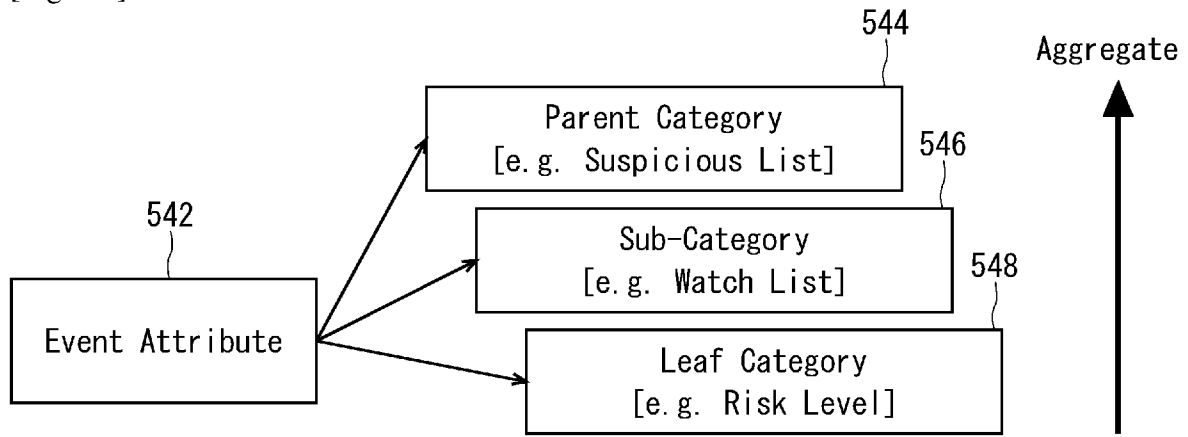 544
Aggregate
Parent Category
[e.g. Suspicious List]
546
542
Sub-Category
[e.g. Watch List]
548
Event Attribute
Leaf Category
[e.g. Risk Level]